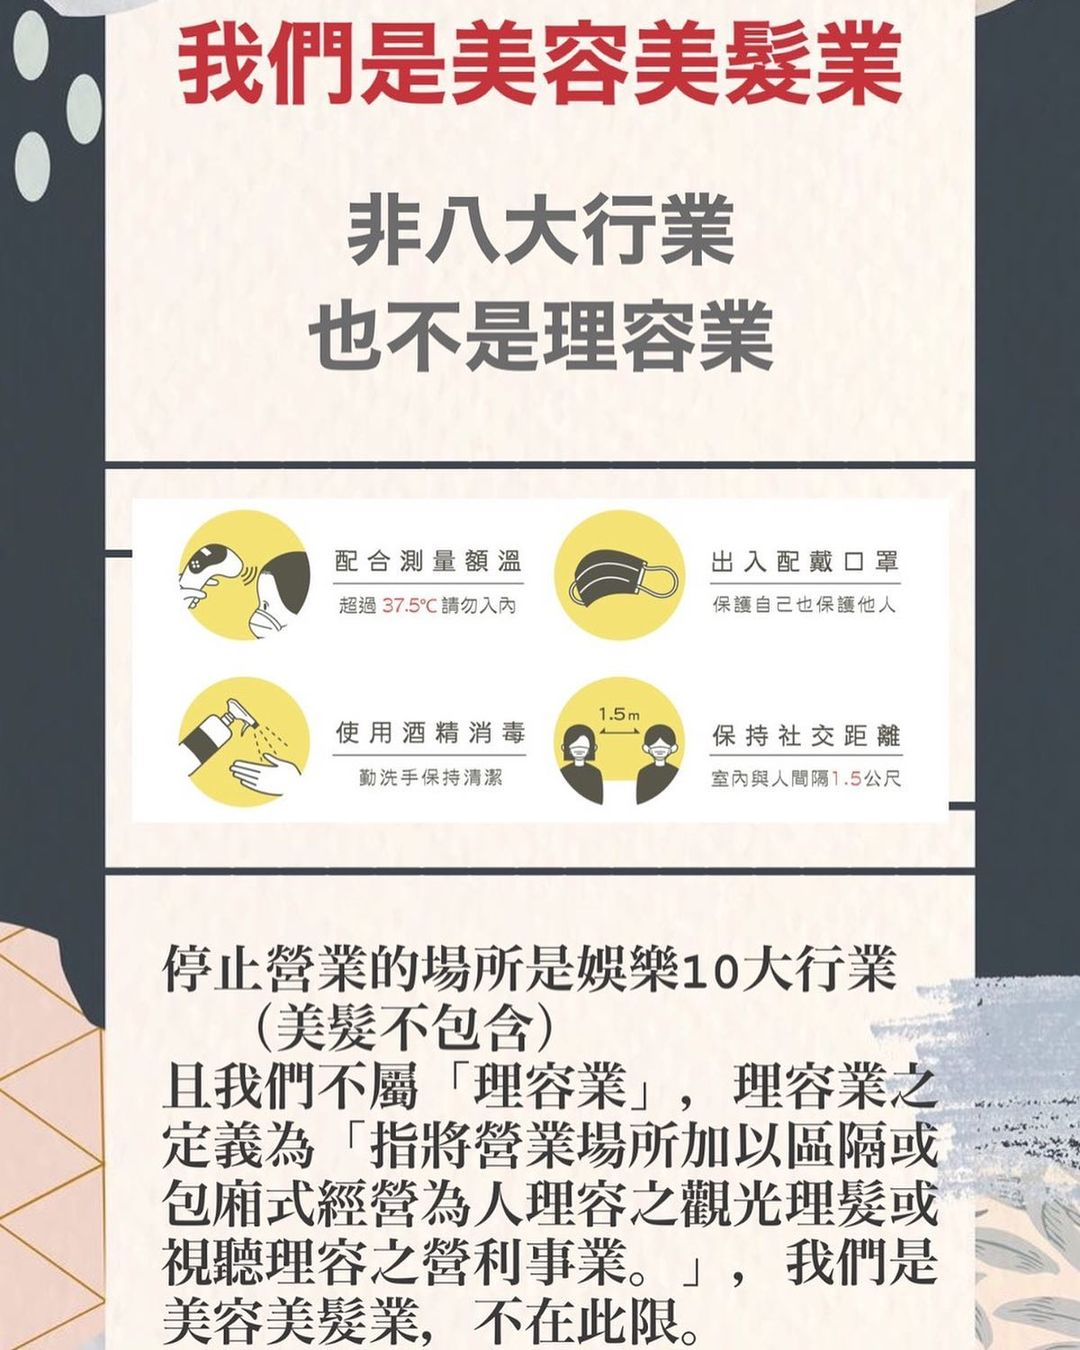 我們是美容美髮業
非八大行業
也不是理容業
配合測量額溫
超過 37.5°C 請勿入內
出入配戴口罩
保護自己也保護他人
使用酒精消毒
勤洗手保持清潔
1.5m
保持社交距離
室內與人間隔1.5公尺
停止營業的場所是娛樂10大行業
（美髮不包含）
且我們不屬「理容業」，理容業之
定義為「指將營業場所加以區隔或
包廂式經營為人理容之觀光理髮或
視聽理容之營利事業。」，我們是
美容美髮業，不在此限。